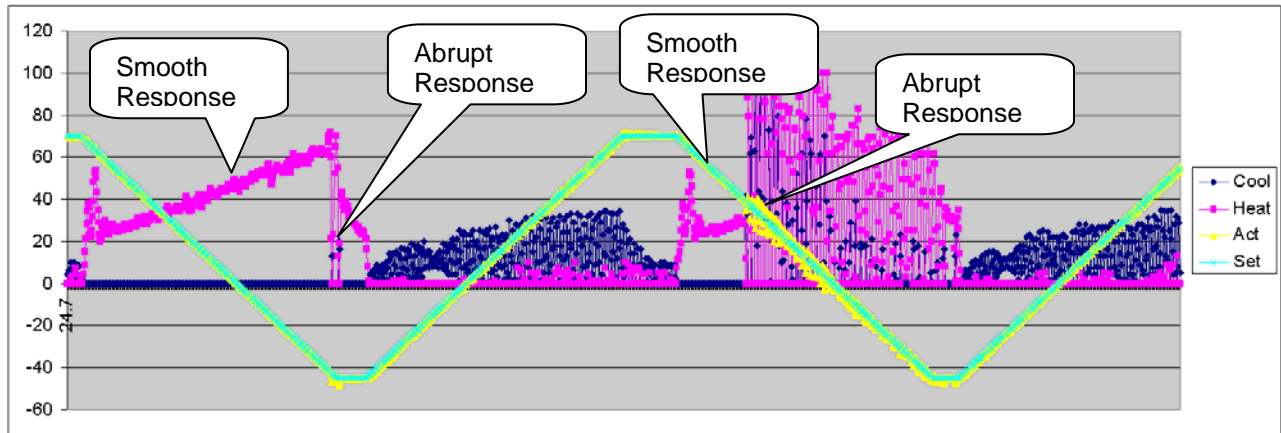 120
100
80
60
40
20
0
-20
-40
-60
24.7
Smooth
Response
Abrupt
Response
Smooth
Response
Abrupt
Response
Cool
Heat
Act
Set